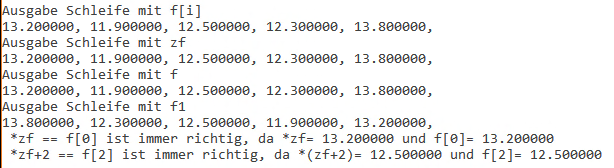 Ausgabe Schleife mit f[i]
13.200000, 11.900000, 12.500000, 12.300000, 13.800000,
Ausgabe Schleife mit zf
13.200000, 11.900000, 12.500000, 12.300000, 13.800000,
Ausgabe Schleife mit f
13.200000, 11.900000, 12.500000, 12.300000, 13.800000,
Ausgabe Schleife mit f1
13.800000, 12.300000, 12.500000, 11.900000, 13.200000,
*zf == f[0] ist immer richtig, da *zf= 13.200000 und f[0]= 13.200000
*zf+2 == f[2] ist immer richtig, da *(zf+2)= 12.500000 und f[2]= 12.500000